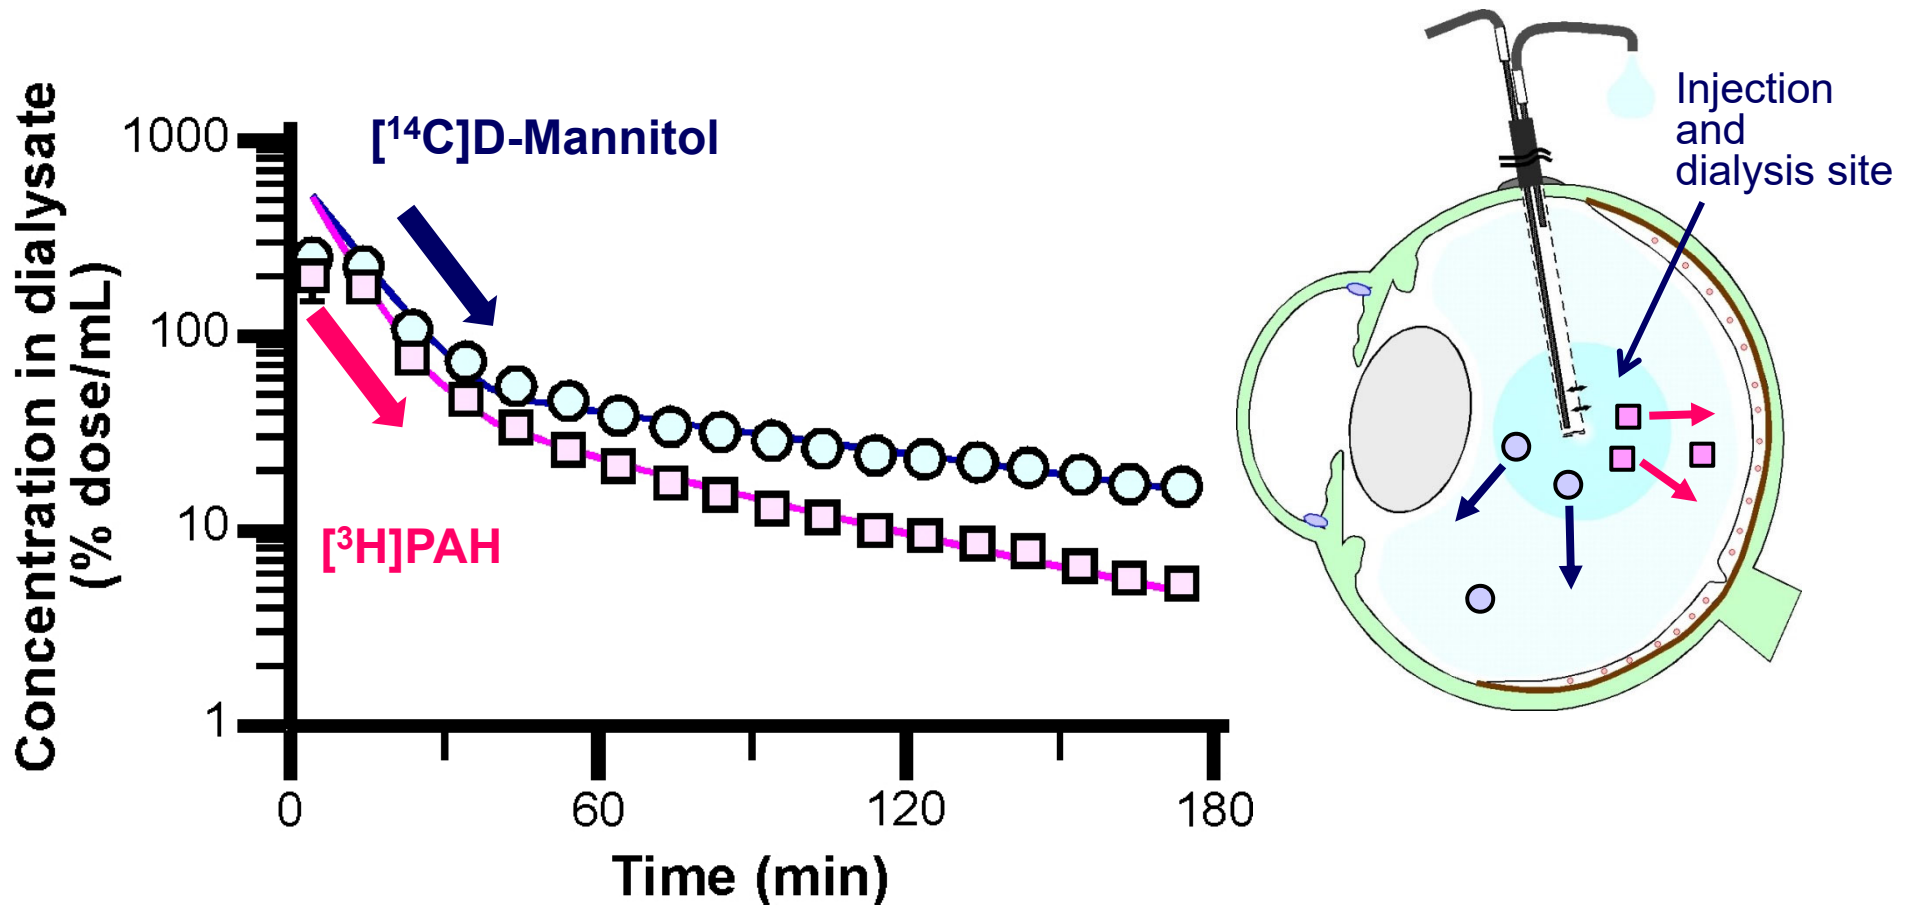 Concentration in dialysate
(% dose/mL)
1000
100
10
1
[¹⁴C]D-Mannitol
[³H]PAH
0
60
120
180
Time (min)
Injection
and
dialysis site